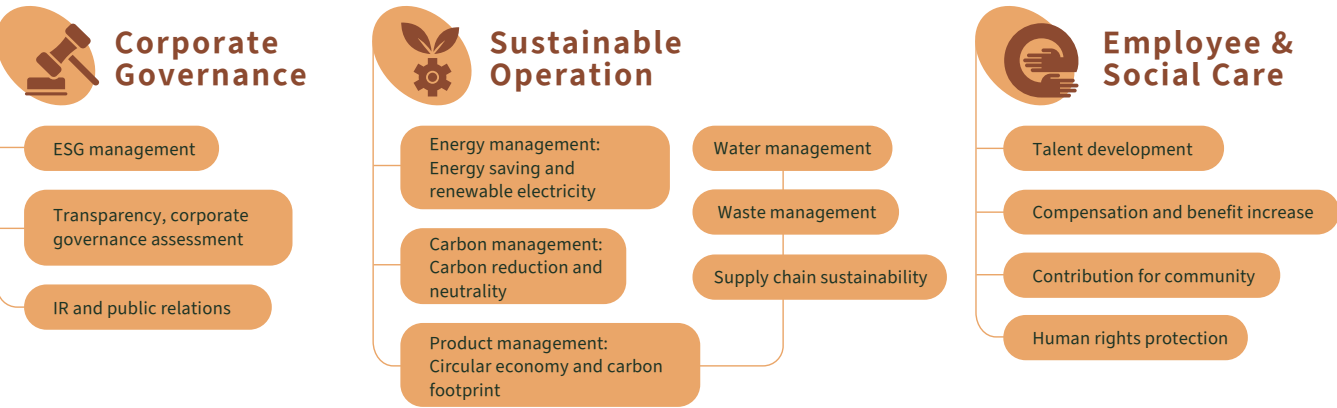 Corporate
Governance
ESG management
Transparency, corporate
governance assessment
IR and public relations
Sustainable
Operation
Energy management:
Energy saving and
renewable electricity
Carbon management:
Carbon reduction and
neutrality
Product management:
Circular economy and carbon
footprint
Water management
Waste management
Supply chain sustainability
Employee &
Social Care
Talent development
Compensation and benefit increase
Contribution for community
Human rights protection